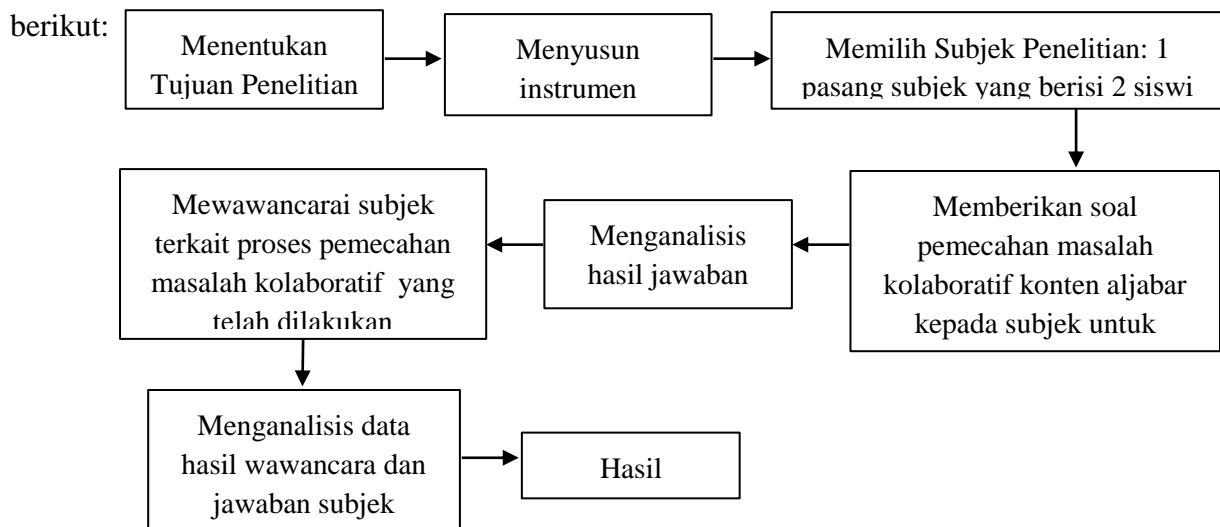 berikut:
Menentukan
Tujuan Penelitian
Menyusun
instrumen
Memilih Subjek Penelitian: 1
pasang subjek yang berisi 2 siswi
Memberikan soal
pemecahan masalah
kolaboratif konten aljabar
kepada subjek untuk
Menganalisis
hasil jawaban
Mewawancarai subjek
terkait proses pemecahan
masalah kolaboratif yang
telah dilakukan
Menganalisis data
hasil wawancara dan
jawaban subjek
Hasil